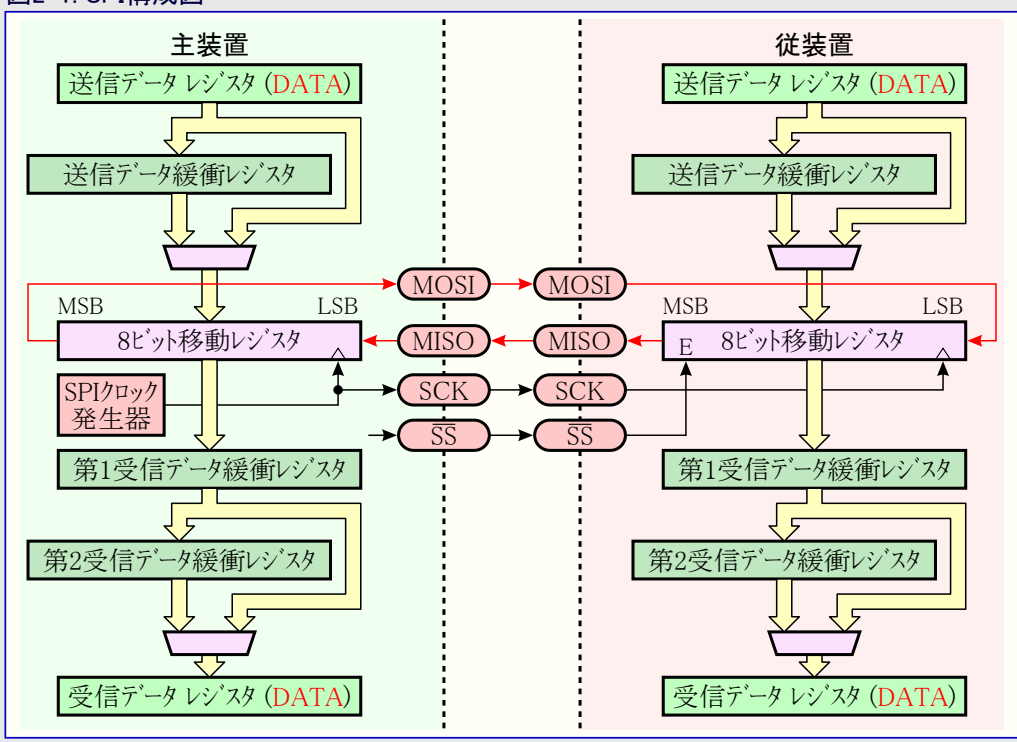 主装置
送信データ レジスタ (DATA)
送信データ緩衝レジスタ
MSB
LSB
8ビット移動レジスタ
SPIクロック
発生器
第1受信データ緩衝レジスタ
第2受信データ緩衝レジスタ
受信データ レジスタ (DATA)
MOSI
MOSI
MISO
MISO
SCK
SCK
SS
SS
従装置
送信データ レジスタ (DATA)
送信データ緩衝レジスタ
MSB
LSB
8ビット移動レジスタ
E
第1受信データ緩衝レジスタ
第2受信データ緩衝レジスタ
受信データ レジスタ (DATA)